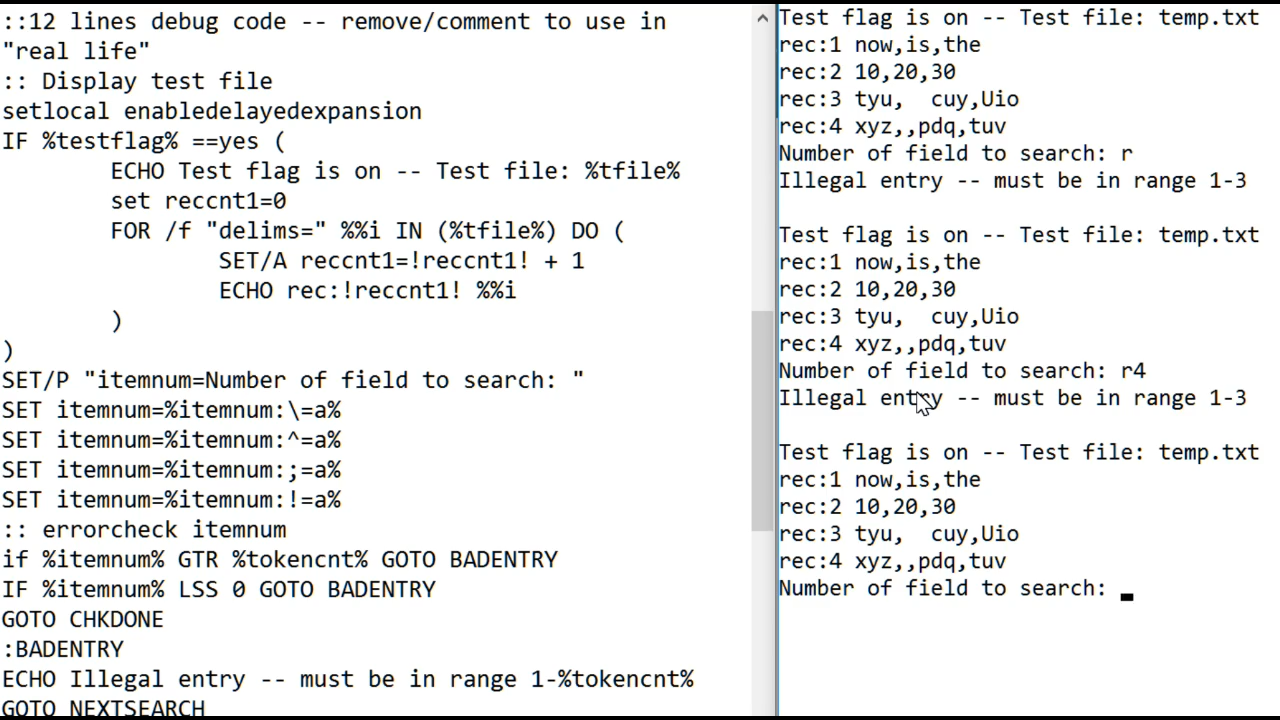 ::12 lines debug code -- remove/comment to use in
"real life"
:: Display test file
setlocal enabledelayedexpansion
IF %testflag% ==yes (
ECHO Test flag is on -- Test file: %tfile%
set reccnt1=0
FOR /f "delims=" %%i IN (%tfile%) DO (
SET/A reccnt1=!reccnt1! + 1
ECHO rec:!reccnt1! %%i
)
)
SET/P "itemnum=Number of field to search: "
SET itemnum=%itemnum:\=a%
SET itemnum=%itemnum:^=a%
SET itemnum=%itemnum:;=a%
SET itemnum=%itemnum:!=a%
:: errorcheck itemnum
if %itemnum% GTR %tokencnt% GOTO BADENTRY
IF %itemnum% LSS 0 GOTO BADENTRY
GOTO CHKDONE
:BADENTRY
ECHO Illegal entry -- must be in range 1-%tokencnt%
GOTO NEXTSEARCH
Test flag is on -- Test file: temp.txt
rec:1 now,is,the
rec:2 10,20,30
rec:3 tyu,  cuy,Uio
rec:4 xyz,,pdq,tuv
Number of field to search: r
Illegal entry -- must be in range 1-3
Test flag is on -- Test file: temp.txt
rec:1 now,is,the
rec:2 10,20,30
rec:3 tyu,  cuy,Uio
rec:4 xyz,,pdq,tuv
Number of field to search: r4
Illegal entry -- must be in range 1-3
Test flag is on -- Test file: temp.txt
rec:1 now,is,the
rec:2 10,20,30
rec:3 tyu,  cuy,Uio
rec:4 xyz,,pdq,tuv
Number of field to search: